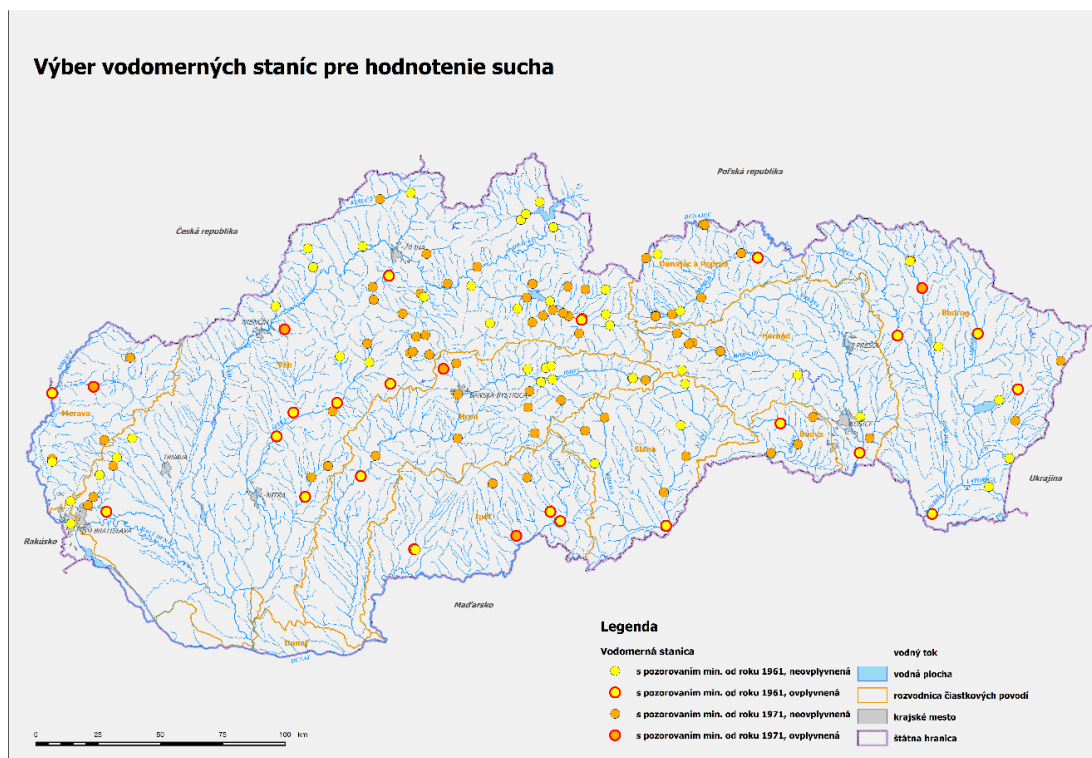 Výber vodomerných staníc pre hodnotenie sucha
Poľská republika
Česká republika
DUNAJEC
Dunajec a Poprad
ŽILINA
TRENČÍN
Bodrog
Hornád
PREŠOV
Váh
HORNÁD
Morava
BANSKÁ BYSTRICA
Hron
Slaná
Bodva
KOŠICE
TRNAVA
NITRA
Ukrajina
LATORICA
Ipeľ
BRATISLAVA
Rakúsko
Maďarsko
Dunaj
DUNAJ
Legenda
Vodomerná stanica
s pozorovaním min. od roku 1961, neovplyvnená
s pozorovaním min. od roku 1961, ovplyvnená
s pozorovaním min. od roku 1971, neovplyvnená
s pozorovaním min. od roku 1971, ovplyvnená
vodný tok
vodná plocha
rozvodnica čiastkových povodí
krajské mesto
štátna hranica
0 25 50 100 km